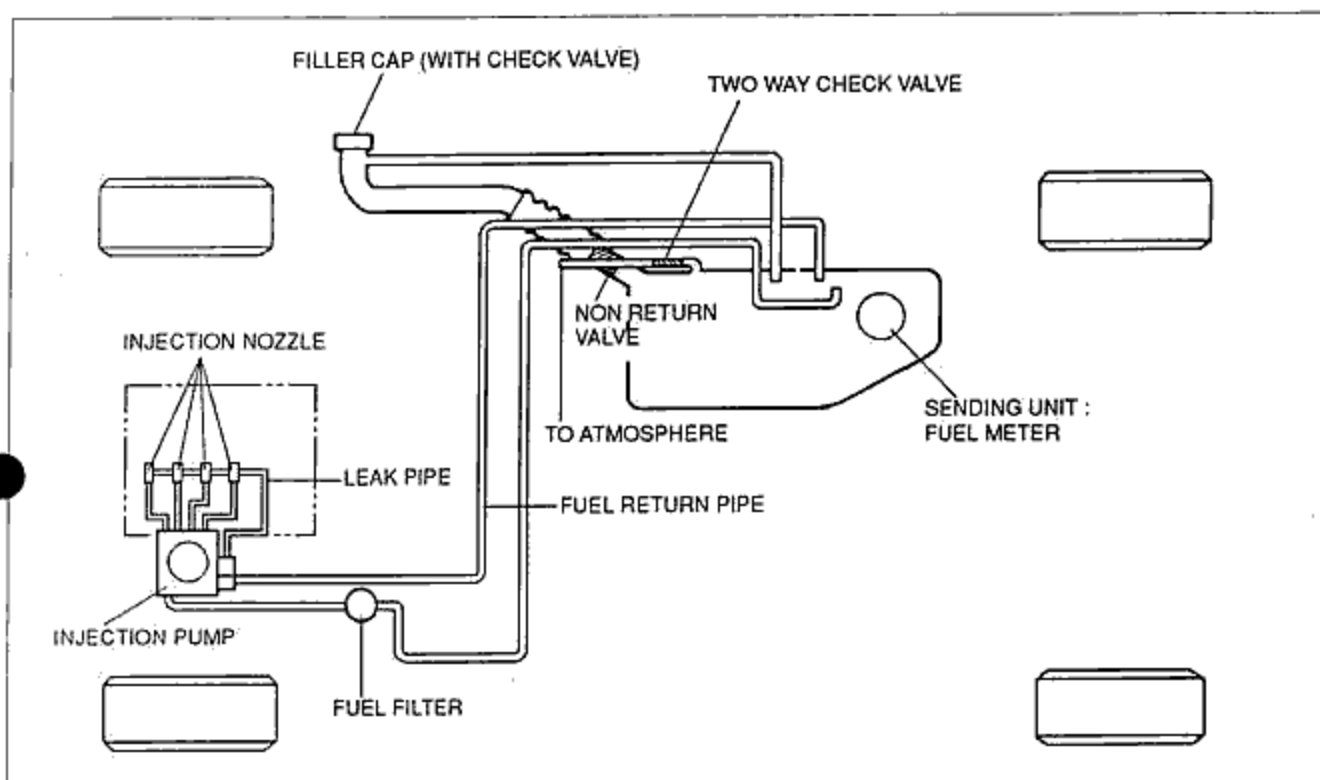 FILLER CAP (WITH CHECK VALVE)
TWO WAY CHECK VALVE
NON RETURN
VALVE
INJECTION NOZZLE
SENDING UNIT :
FUEL METER
TO ATMOSPHERE
LEAK PIPE
FUEL RETURN PIPE
INJECTION PUMP
FUEL FILTER